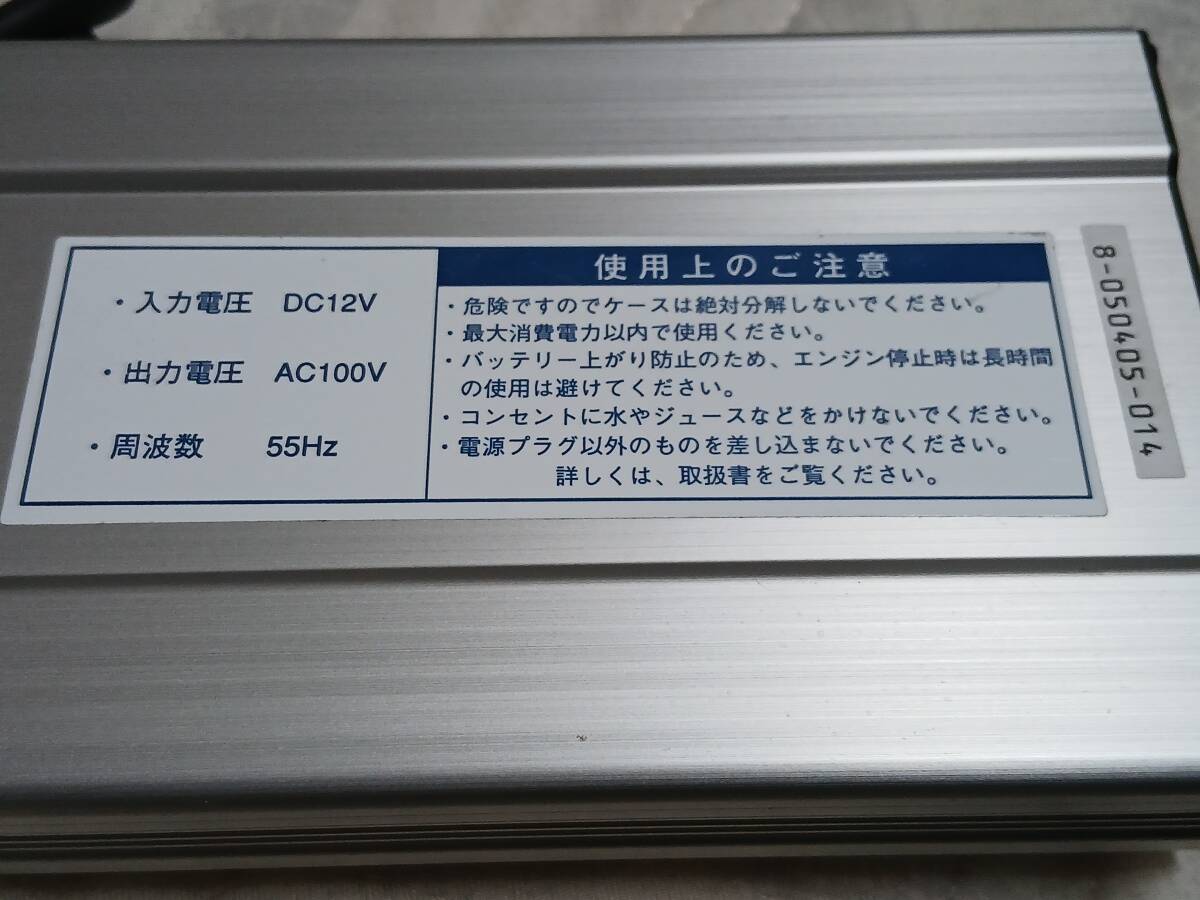 ・入力電圧 DC12V
・出力電圧 AC100V
・周波数 55Hz
使用上のご注意
・危険ですのでケースは絶対分解しないでください。
・最大消費電力以内で使用ください。
・バッテリー上がり防止のため、エンジン停止時は長時間
の使用は避けてください。
・コンセントに水やジュースなどをかけないでください。
・電源プラグ以外のものを差し込まないでください。
詳しくは、取扱書をご覧ください。
8-050405-014